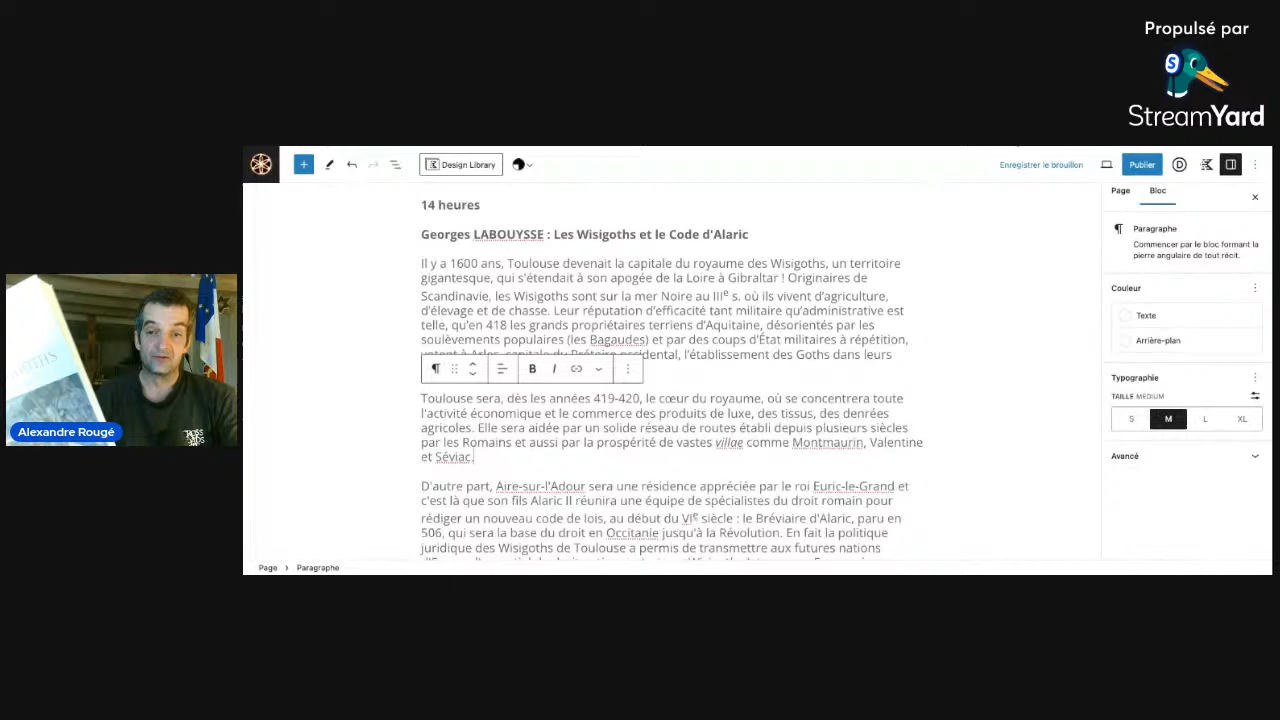 Propulsé par
StreamYard
Design Library
Enregistrer le brouillon
Publier
14 heures
Georges LABOUYSSE : Les Wisigoths et le Code d'Alaric
Il y a 1600 ans, Toulouse devenait la capitale du royaume des Wisigoths, un territoire
gigantesque, qui s'étendait à son apogée de la Loire à Gibraltar ! Originaires de
Scandinavie, les Wisigoths sont sur la mer Noire au IIIe s. où ils vivent d'agriculture,
d'élevage et de chasse. Leur réputation d'efficacité tant militaire qu'administrative est
telle, qu'en 418 les grands propriétaires terriens d'Aquitaine, désorientés par les
soulèvements populaires (les Bagaudes) et par des coups d'État militaires à répétition,
votent à Arles, capitale du Prétoire occidental, l'établissement des Goths dans leurs
B I
Toulouse sera, dès les années 419-420, le cœur du royaume, où se concentrera toute
l'activité économique et le commerce des produits de luxe, des tissus, des denrées
agricoles. Elle sera aidée par un solide réseau de routes établi depuis plusieurs siècles
par les Romains et aussi par la prospérité de vastes villae comme Montmaurin, Valentine
et Séviac.
D'autre part, Aire-sur-l'Adour sera une résidence appréciée par le roi Euric-le-Grand et
c'est là que son fils Alaric II réunira une équipe de spécialistes du droit romain pour
rédiger un nouveau code de lois, au début du VIe siècle : le Bréviaire d'Alaric, paru en
506, qui sera la base du droit en Occitanie jusqu'à la Révolution. En fait la politique
juridique des Wisigoths de Toulouse a permis de transmettre aux futures nations
Page › Paragraphe
Page Bloc
Paragraphe
Commencer par le bloc formant la
pierre angulaire de tout récit.
Couleur
Texte
Arrière-plan
Typographie
TAILLE MEDIUM
S M L XL
Avancé
Alexandre Rougé